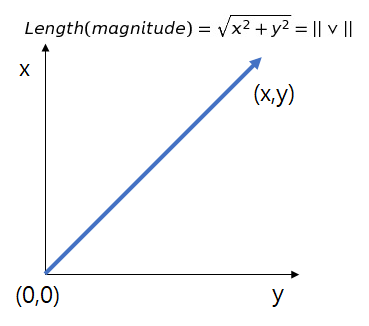 Length(magnitude) = √x² + y² = || v ||
x
(x,y)
(0,0)
y